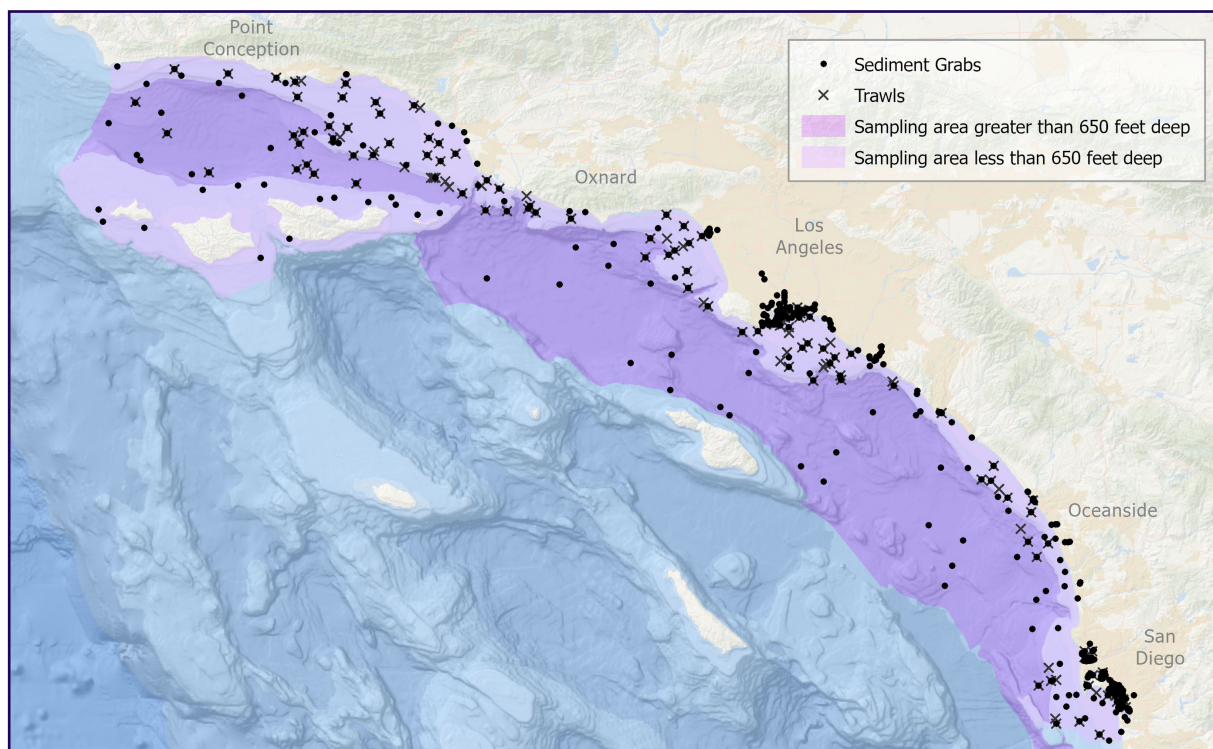 Point
Conception
Sediment Grabs
Trawls
Sampling area greater than 650 feet deep
Sampling area less than 650 feet deep
Oxnard
Los
Angeles
Oceanside
San
Diego